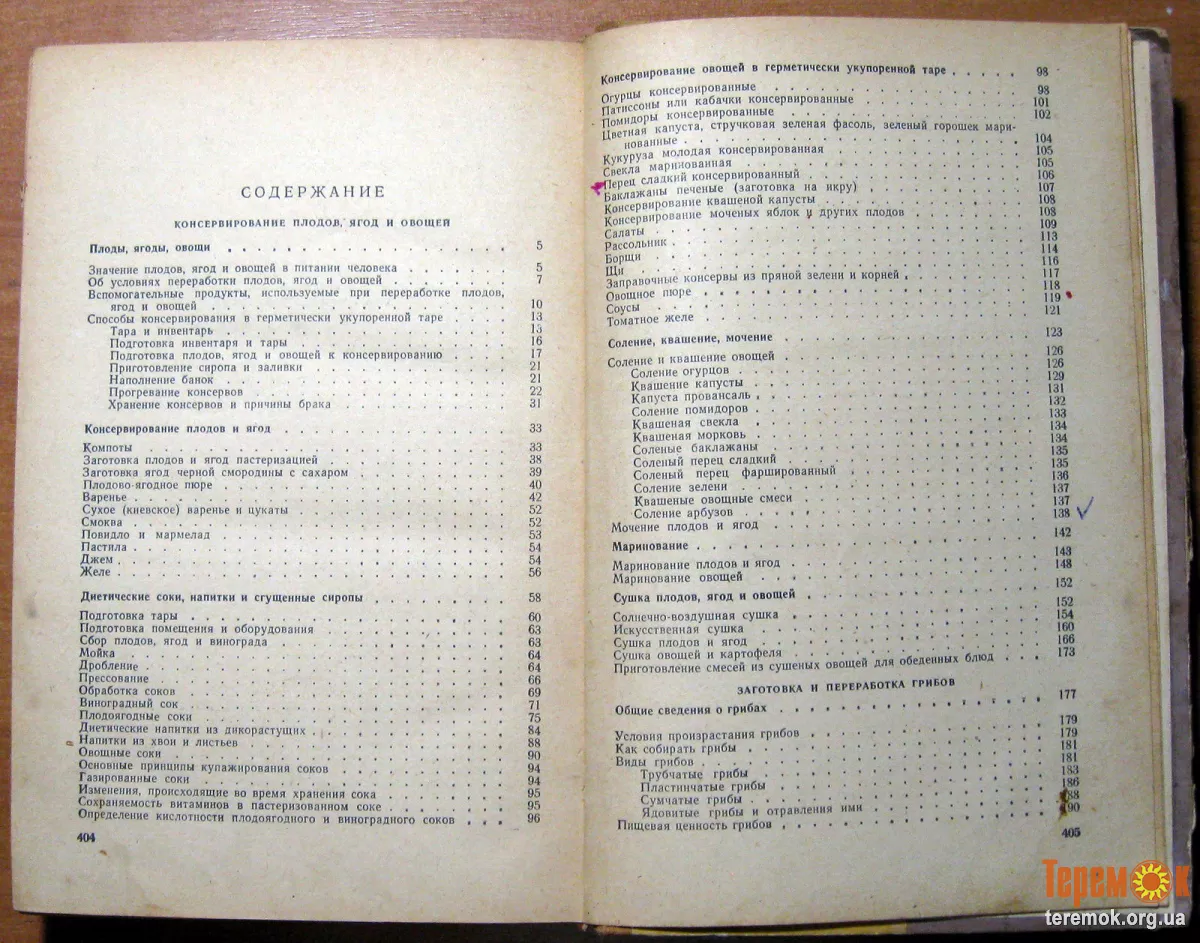 СОДЕРЖАНИЕ
КОНСЕРВИРОВАНИЕ ПЛОДОВ, ЯГОД И ОВОЩЕЙ
Плоды, ягоды, овощи . . . 5
Значение плодов, ягод и овощей в питании человека . . . 5
Об условиях переработки плодов, ягод и овощей . . . 7
Вспомогательные продукты, используемые при переработке плодов,
ягод и овощей . . . 10
Способы консервирования в герметически укупоренной таре . . . 13
Тара и инвентарь . . . 13
Подготовка инвентаря и тары . . . 16
Подготовка плодов, ягод и овощей к консервированию . . . 17
Приготовление сиропа и заливки . . . 21
Наполнение банок . . . 21
Прогревание консервов . . . 22
Хранение консервов и причины брака . . . 31
Консервирование плодов и ягод . . . 33
Компоты . . . 33
Заготовка плодов и ягод пастеризацией . . . 38
Заготовка ягод черной смородины с сахаром . . . 39
Плодово-ягодное пюре . . . 40
Варенье . . . 42
Сухое (киевское) варенье и цукаты . . . 52
Смоква . . . 52
Повидло и мармелад . . . 53
Пастила . . . 54
Джем . . . 54
Желе . . . 56
Диетические соки, напитки и сгущенные сиропы . . . 58
Подготовка тары . . . 60
Подготовка помещения и оборудования . . . 63
Сбор плодов, ягод и винограда . . . 63
Мойка . . . 64
Дробление . . . 64
Прессование . . . 66
Обработка соков . . . 69
Виноградный сок . . . 71
Плодоягодные соки . . . 75
Диетические напитки из дикорастущих . . . 84
Напитки из хвои и листьев . . . 88
Овощные соки . . . 90
Основные принципы купажирования соков . . . 94
Газированные соки . . . 94
Изменения, происходящие во время хранения сока . . . 95
Сохраняемость витаминов в пастеризованном соке . . . 95
Определение кислотности плодоягодного и виноградного соков . . . 96
404
Консервирование овощей в герметически укупоренной таре . . . 98
Огурцы консервированные . . . 98
Патиссоны или кабачки консервированные . . . 101
Помидоры консервированные . . . 102
Цветная капуста, стручковая зеленая фасоль, зеленый горошек мари-
нованные . . . 104
Кукуруза молодая консервированная . . . 105
Свекла маринованная . . . 105
Перец сладкий консервированный . . . 106
Баклажаны печеные (заготовка на икру) . . . 107
Консервирование квашеной капусты . . . 108
Консервирование моченых яблок и других плодов . . . 108
Салаты . . . 109
Рассольник . . . 113
Борщи . . . 114
Щи . . . 116
Заправочные консервы из пряной зелени и корней . . . 117
Овощное пюре . . . 118
Соусы . . . 119
Томатное желе . . . 121
Соление, квашение, мочение . . . 123
Соление и квашение овощей . . . 126
Соление огурцов . . . 126
Квашение капусты . . . 129
Капуста провансаль . . . 131
Соление помидоров . . . 132
Квашеная свекла . . . 133
Квашеная морковь . . . 134
Соленые баклажаны . . . 134
Соленый перец сладкий . . . 135
Соленый перец фаршированный . . . 135
Соление зелени . . . 136
Квашеные овощные смеси . . . 137
Соление арбузов . . . 137
Мочение плодов и ягод . . . 138
Маринование . . . 142
Маринование плодов и ягод . . . 143
Маринование овощей . . . 148
Сушка плодов, ягод и овощей . . . 152
Солнечно-воздушная сушка . . . 152
Искусственная сушка . . . 154
Сушка плодов и ягод . . . 160
Сушка овощей и картофеля . . . 166
Приготовление смесей из сушеных овощей для обеденных блюд . . . 173
ЗАГОТОВКА И ПЕРЕРАБОТКА ГРИБОВ
Общие сведения о грибах . . . 177
Условия произрастания грибов . . . 179
Как собирать грибы . . . 179
Виды грибов . . . 181
Трубчатые грибы . . . 181
Пластинчатые грибы . . . 183
Сумчатые грибы . . . 186
Ядовитые грибы и отравления ими . . . 188
Пищевая ценность грибов . . . 190
405
Теремок
teremok.org.ua